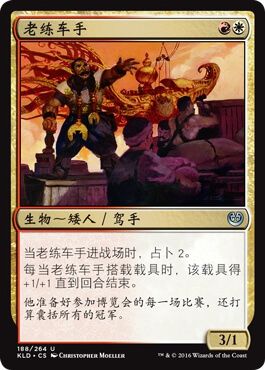 老练车手
生物～矮人／驾手
当老练车手进战场时，占卜 2。
每当老练车手搭载载具时，该载具得
+1/+1 直到回合结束。
他准备好参加博览会的每一场比赛，还打
算囊括所有的冠军。
3/1
188/264 U
KLD • CS Christopher Moeller
™ & © 2016 Wizards of the Coast